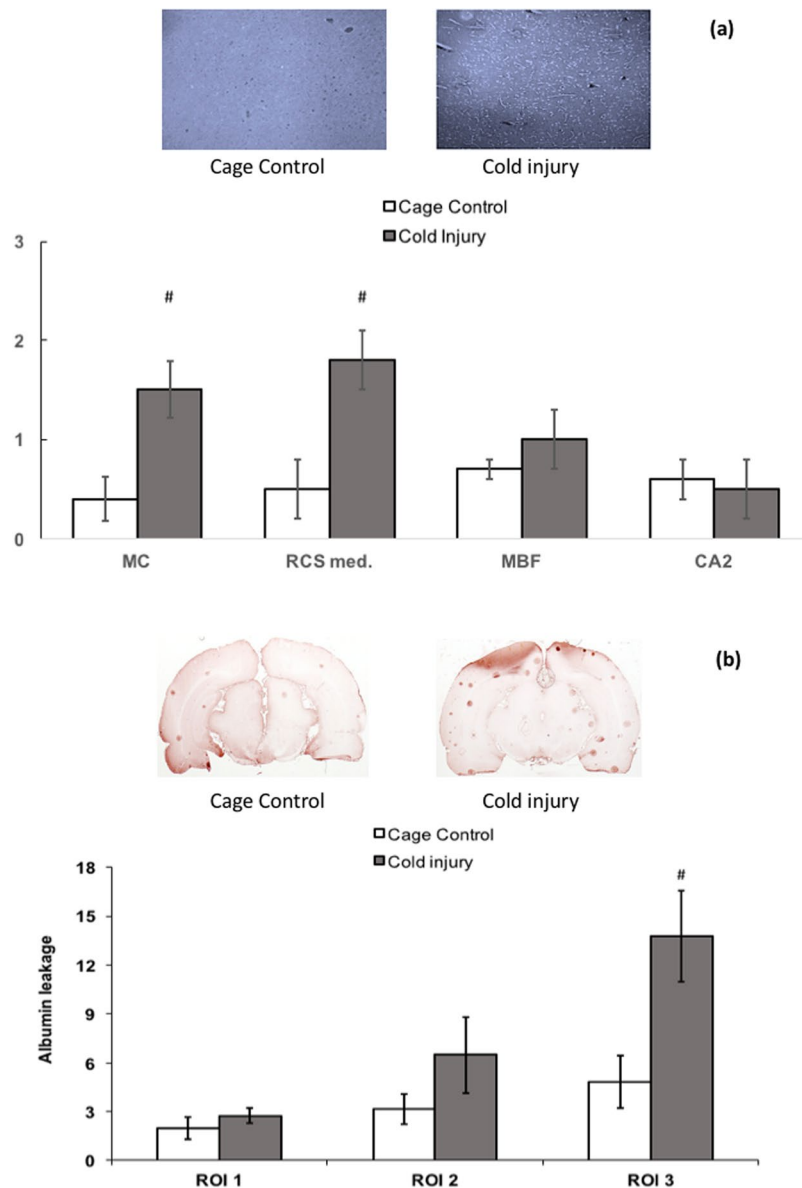 (a)
Cage Control
Cold injury
Cage Control
Cold Injury
3
#
#
2
1
0
MC
RCS med.
MBF
CA2
(b)
Cage Control
Cold injury
Cage Control
Cold injury
18
#
15
12
9
6
3
0
Albumin leakage
ROI 1
ROI 2
ROI 3